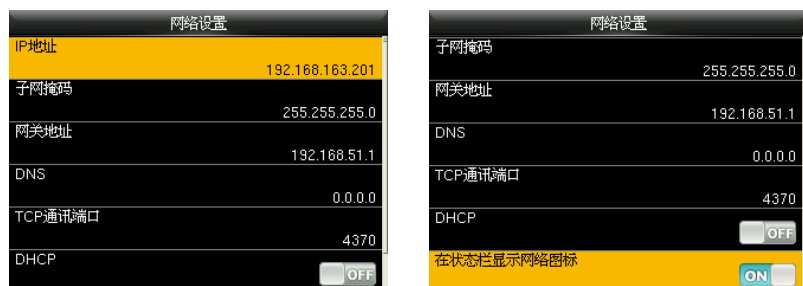 网络设置
IP地址
192.168.163.201
子网掩码
255.255.255.0
网关地址
192.168.51.1
DNS
0.0.0.0
TCP通讯端口
4370
DHCP
OFF
网络设置
子网掩码
255.255.255.0
网关地址
192.168.51.1
DNS
0.0.0.0
TCP通讯端口
4370
DHCP
OFF
在状态栏显示网络图标
ON